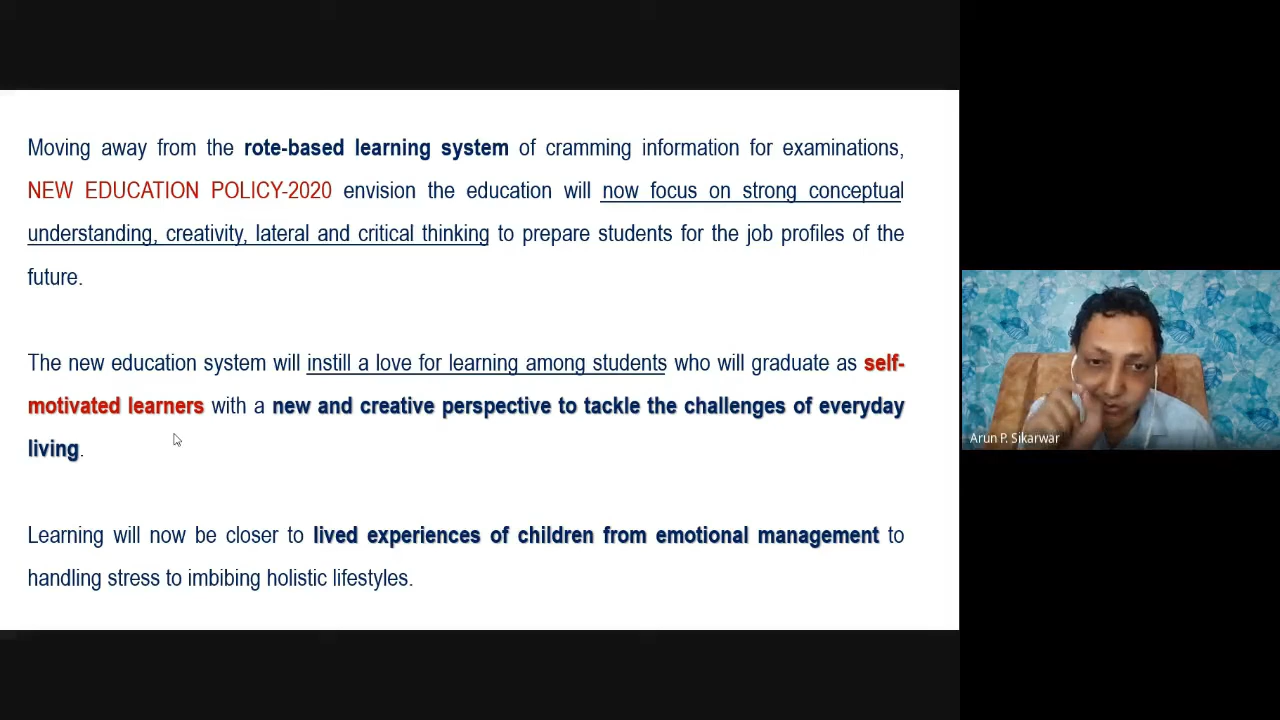 Moving away from the rote-based learning system of cramming information for examinations,
NEW EDUCATION POLICY-2020 envision the education will now focus on strong conceptual
understanding, creativity, lateral and critical thinking to prepare students for the job profiles of the
future.
The new education system will instill a love for learning among students who will graduate as self-
motivated learners with a new and creative perspective to tackle the challenges of everyday
living.
Learning will now be closer to lived experiences of children from emotional management to
handling stress to imbibing holistic lifestyles.
Arun P. Sikarwar